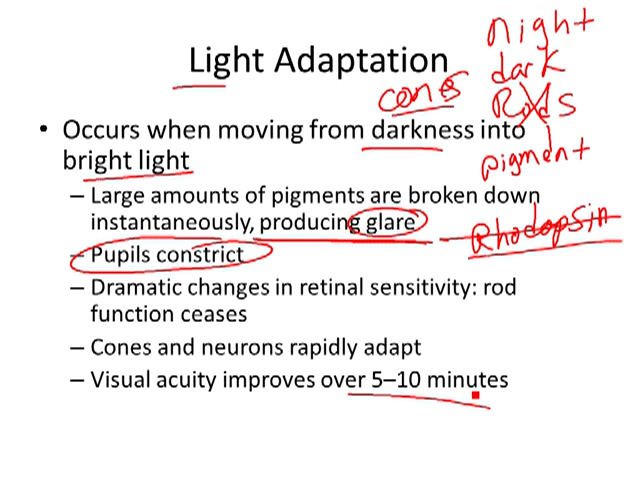 night
Light Adaptation
dark
cones
Rods
• Occurs when moving from darkness into
bright light
pigment
– Large amounts of pigments are broken down
instantaneously, producing glare
Rhodopsin
– Pupils constrict
– Dramatic changes in retinal sensitivity: rod
function ceases
– Cones and neurons rapidly adapt
– Visual acuity improves over 5–10 minutes